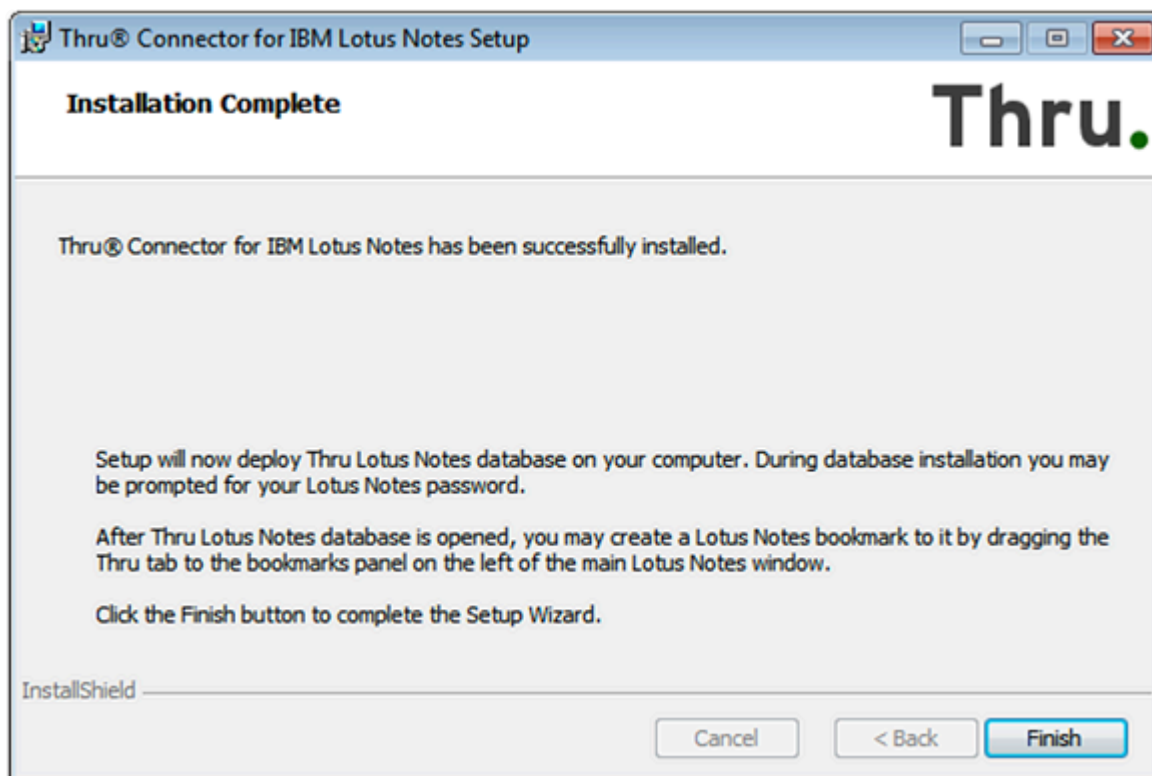 Thru® Connector for IBM Lotus Notes Setup
Installation Complete
Thru.
Thru® Connector for IBM Lotus Notes has been successfully installed.
Setup will now deploy Thru Lotus Notes database on your computer. During database installation you may
be prompted for your Lotus Notes password.
After Thru Lotus Notes database is opened, you may create a Lotus Notes bookmark to it by dragging the
Thru tab to the bookmarks panel on the left of the main Lotus Notes window.
Click the Finish button to complete the Setup Wizard.
InstallShield
Cancel
< Back
Finish